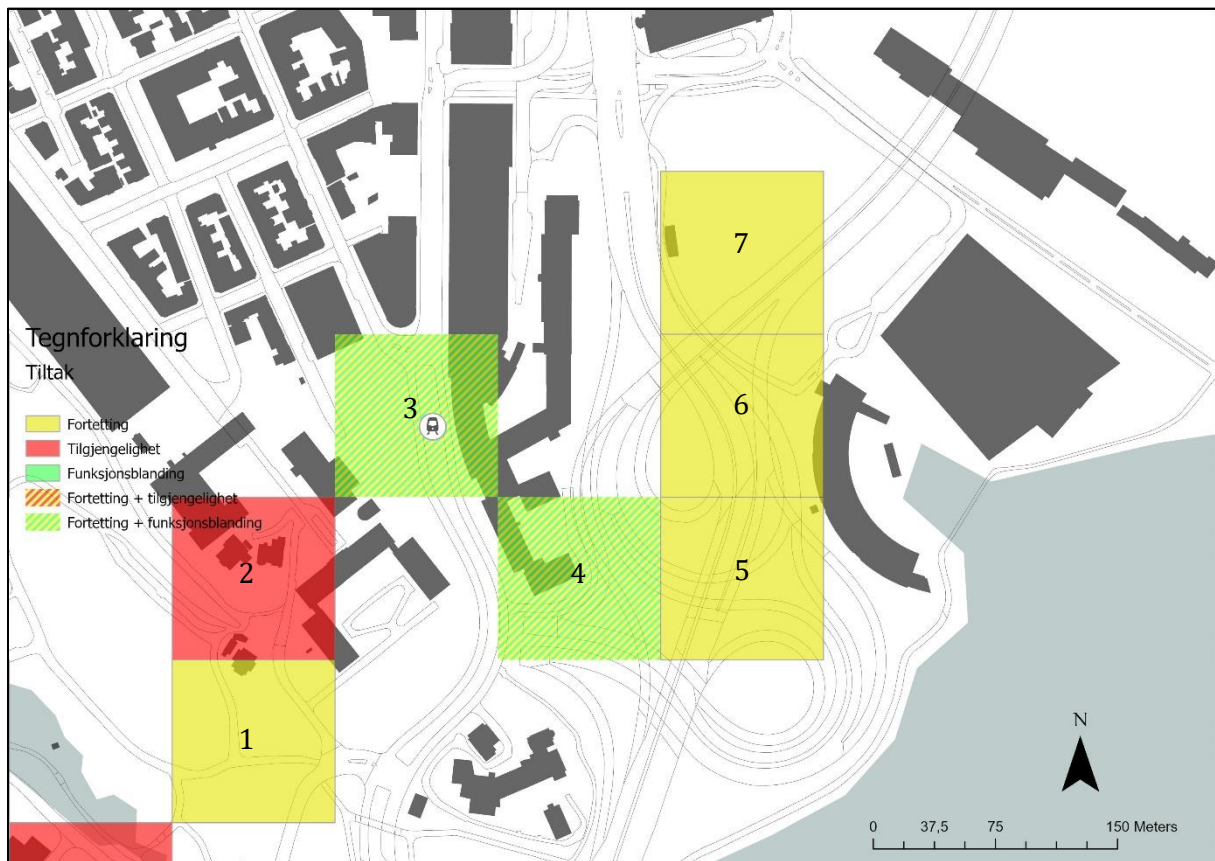 7
6
3
5
4
2
1
Tegnforklaring
Tiltak
Fortetting
Tilgjengelighet
Funksjonsblanding
Fortetting + tilgjengelighet
Fortetting + funksjonsblanding
N
0 37,5 75 150 Meters